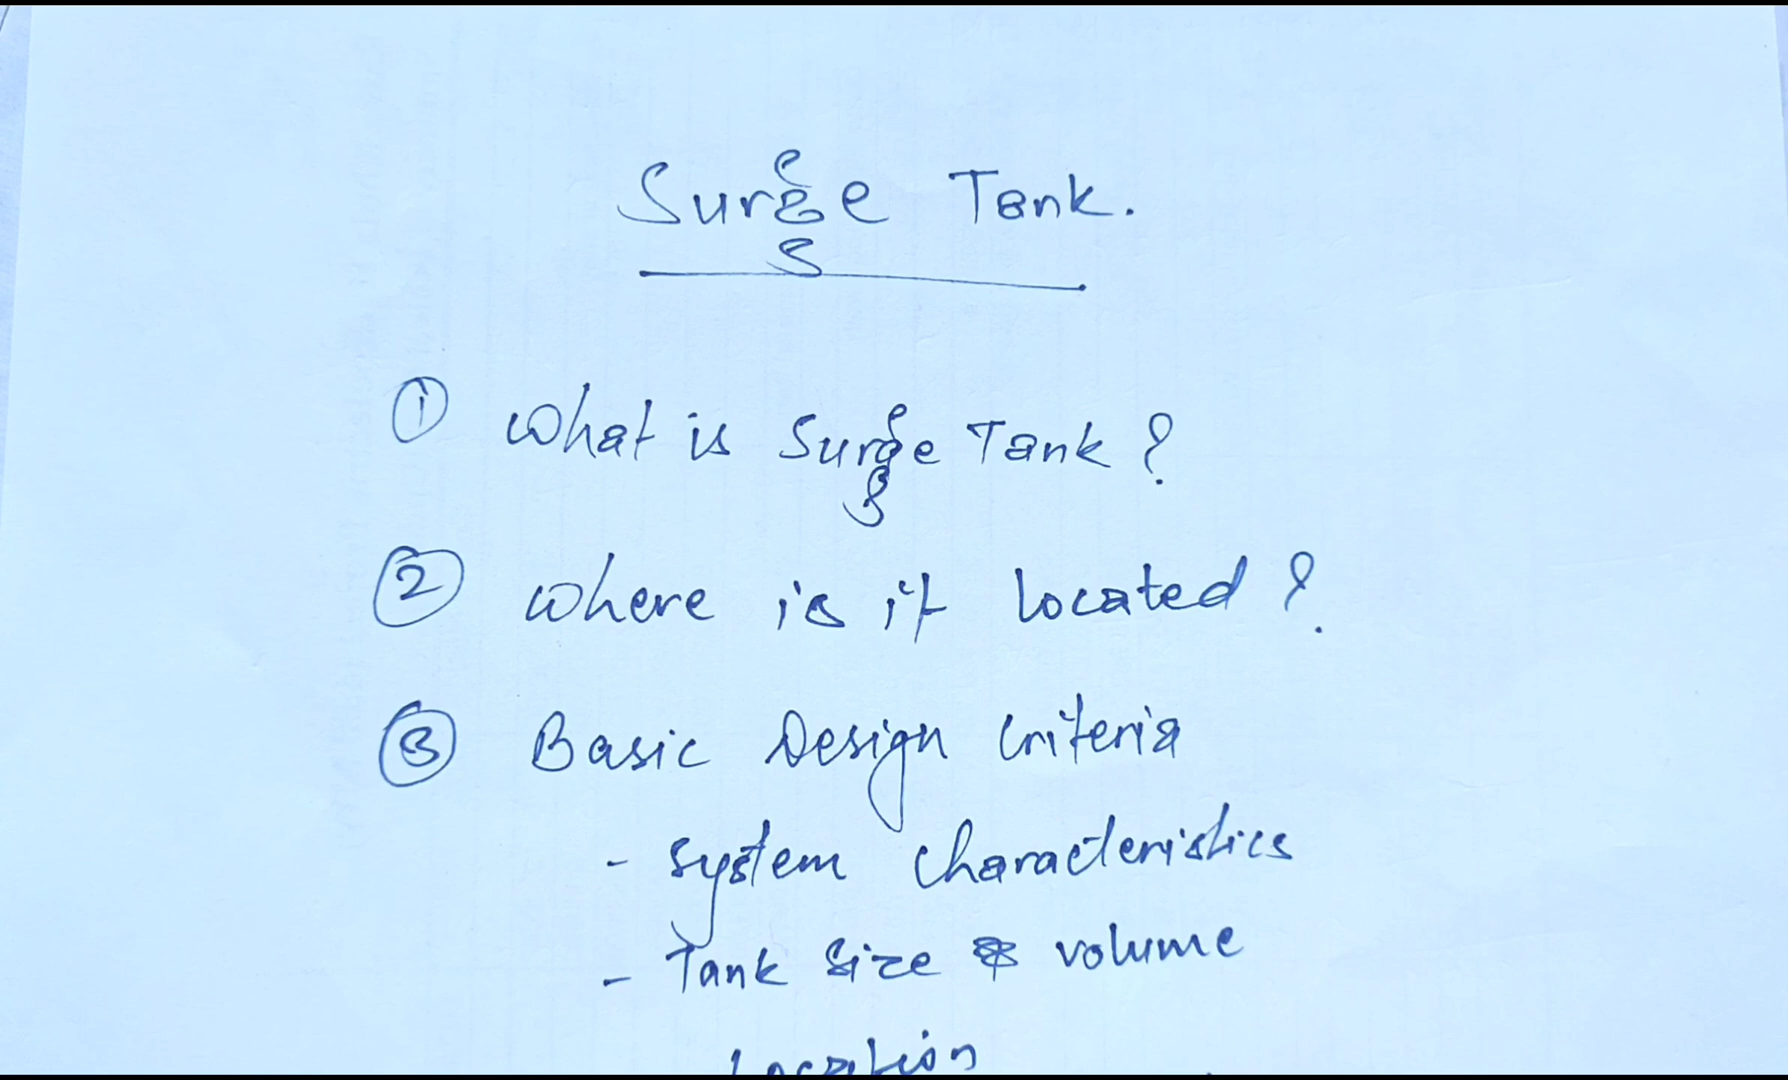 Surge Tank.
① What is Surge Tank?
② Where is it located?
③ Basic Design Criteria
- System characteristics
- Tank Size & volume
Location